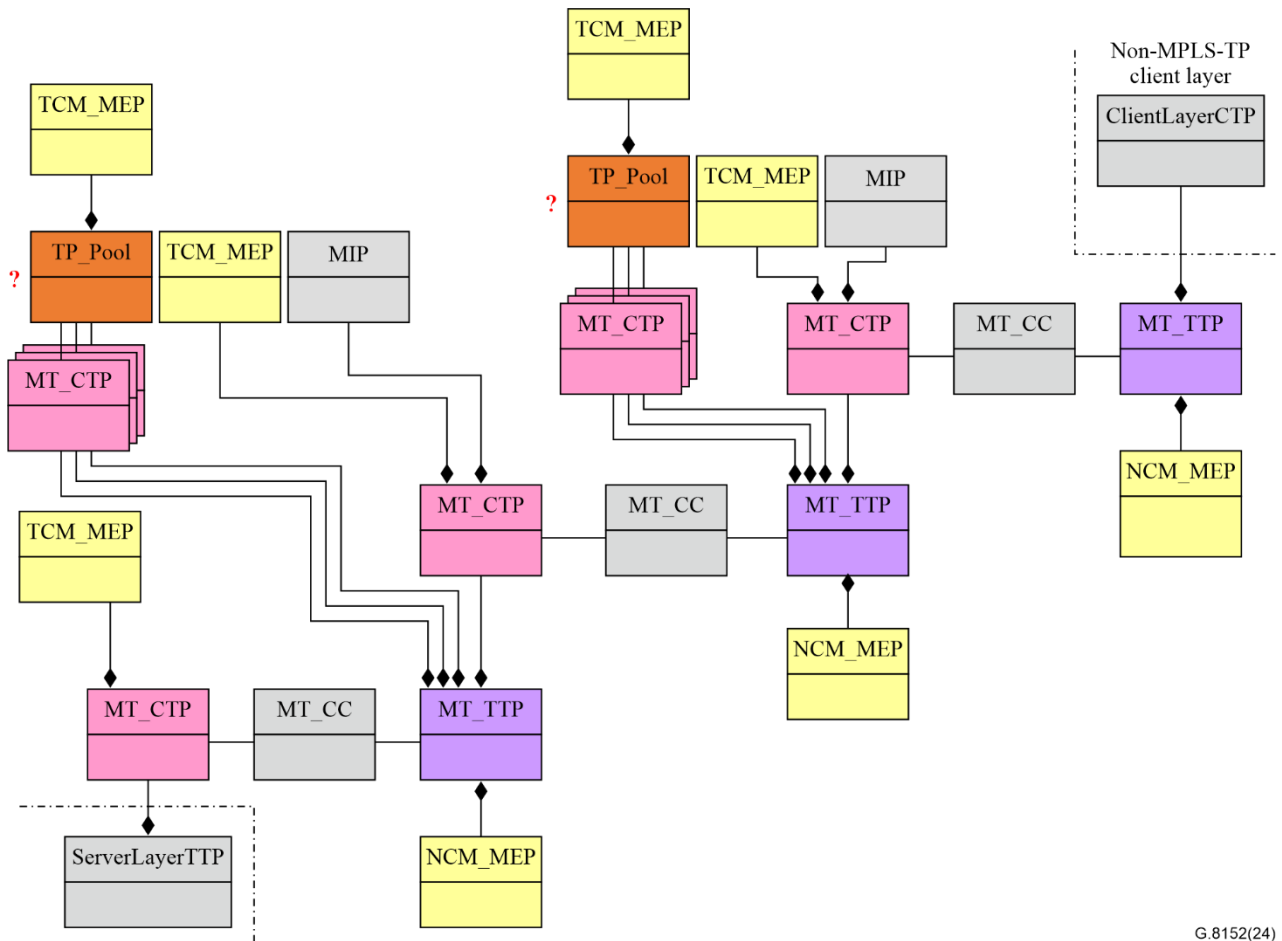 TCM_MEP
Non-MPLS-TP
client layer
TCM_MEP
ClientLayerCTP
TP_Pool
TCM_MEP
MIP
?
TP_Pool
TCM_MEP
MIP
?
MT_CTP
MT_CTP
MT_CC
MT_TTP
MT_CTP
NCM_MEP
MT_CTP
MT_CC
MT_TTP
TCM_MEP
NCM_MEP
MT_CTP
MT_CC
MT_TTP
ServerLayerTTP
NCM_MEP
G.8152(24)